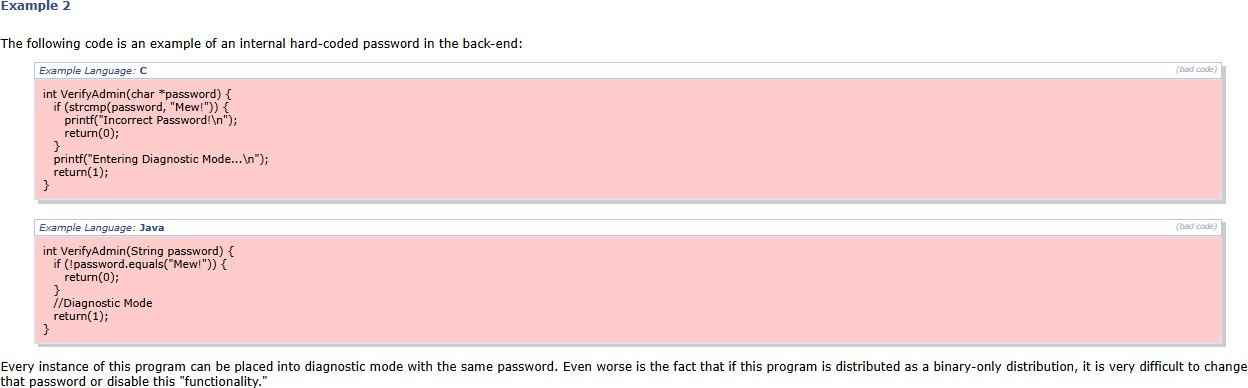 Example 2
The following code is an example of an internal hard-coded password in the back-end:
Example Language: C (bad code)
int VerifyAdmin(char *password) {
if (strcmp(password, "Mew!")) {
printf("Incorrect Password!\n");
return(0);
}
printf("Entering Diagnostic Mode...\n");
return(1);
}
Example Language: Java (bad code)
int VerifyAdmin(String password) {
if (!password.equals("Mew!")) {
return(0);
}
//Diagnostic Mode
return(1);
}
Every instance of this program can be placed into diagnostic mode with the same password. Even worse is the fact that if this program is distributed as a binary-only distribution, it is very difficult to change
that password or disable this "functionality."